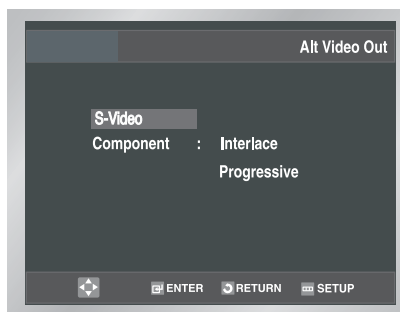 Alt Video Out
S-Video
Component : Interlace
Progressive
ENTER RETURN SETUP